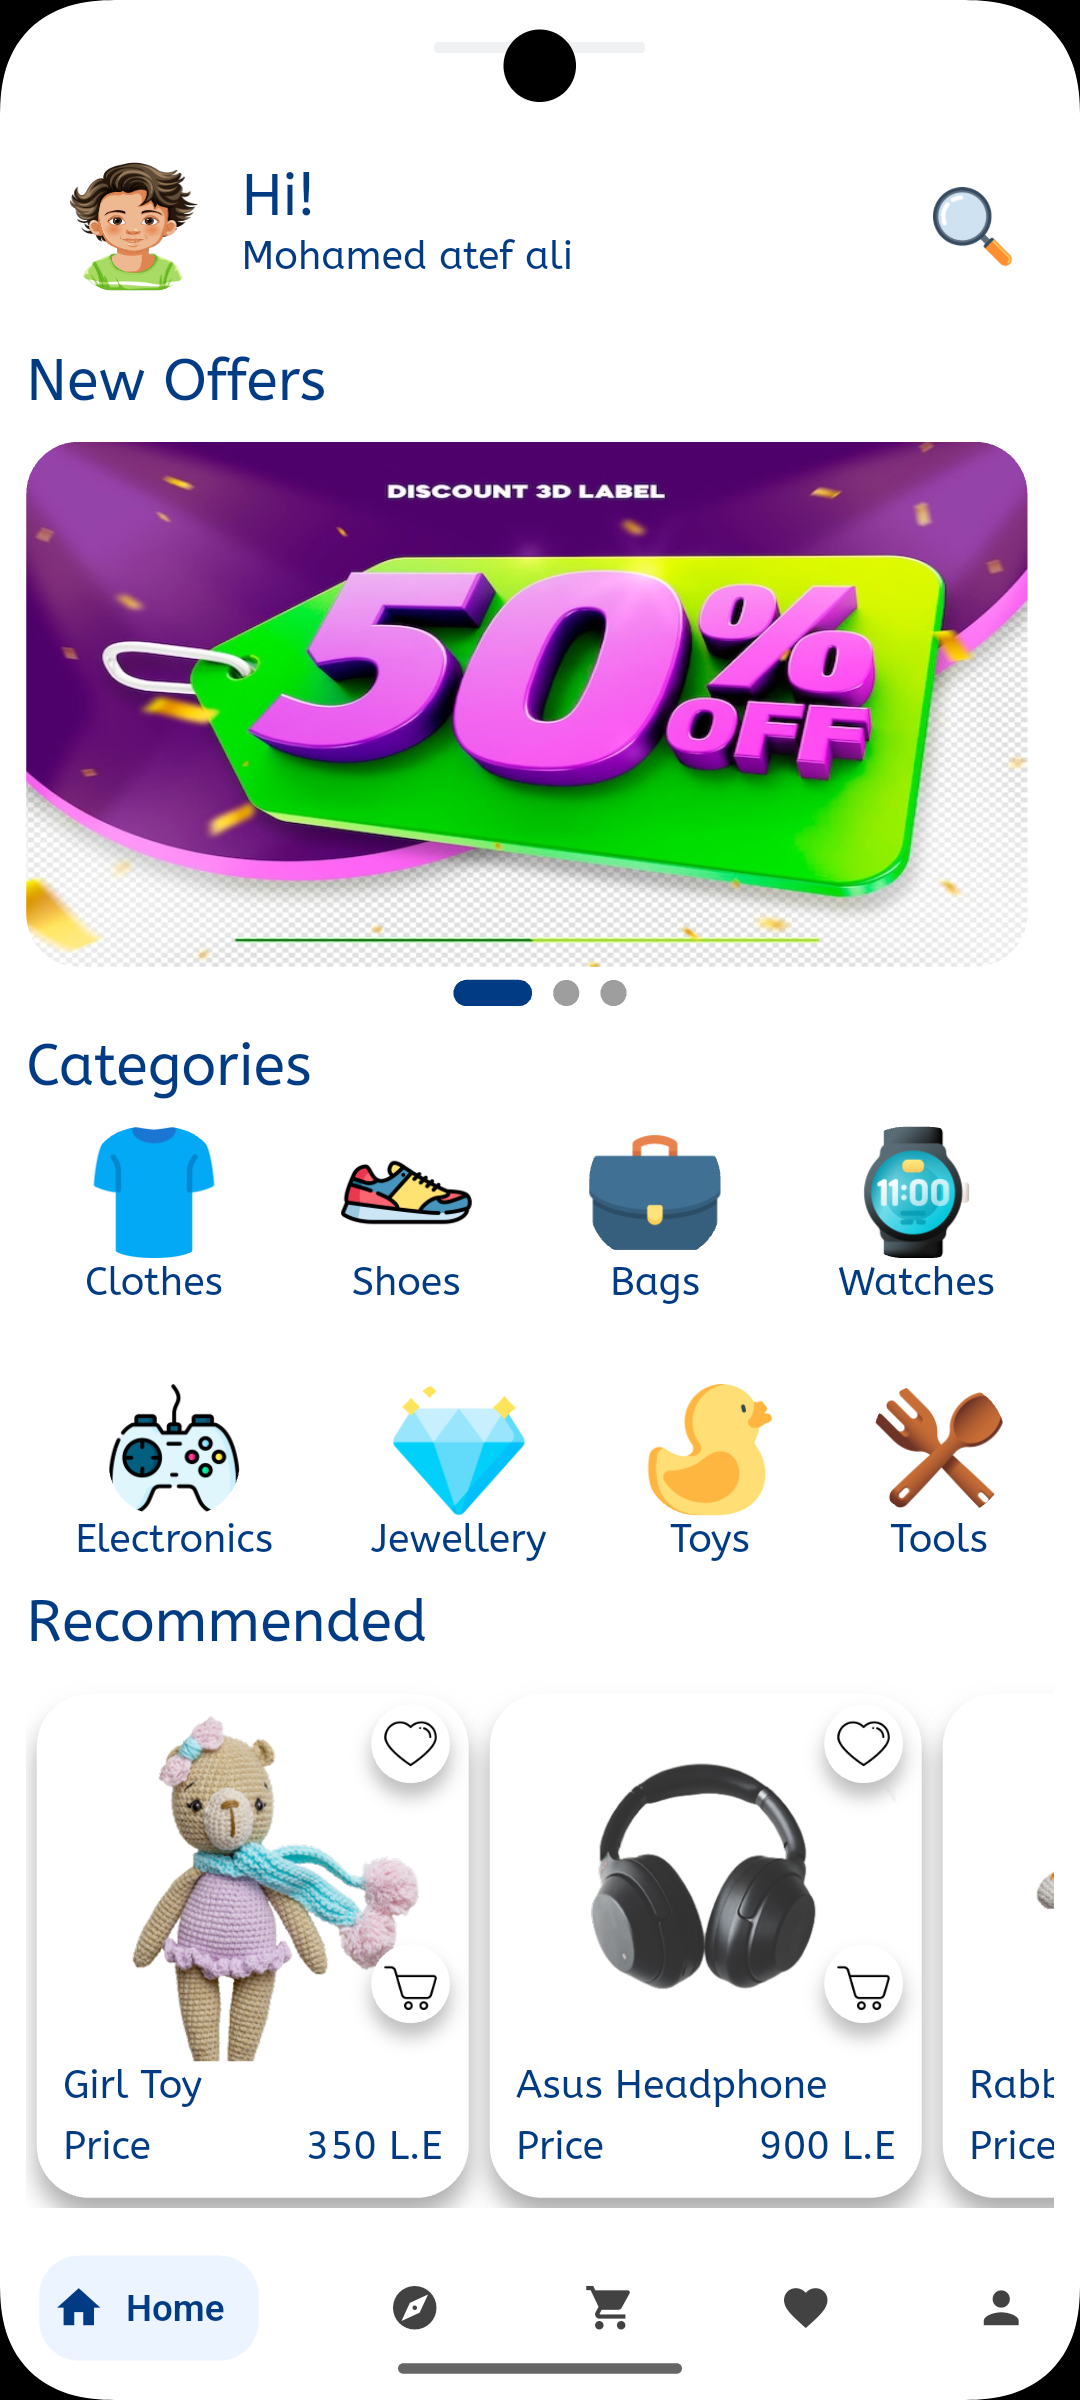 Hi!
Mohamed atef ali
New Offers
DISCOUNT 3D LABEL
50%
OFF
Categories
11:00
Clothes
Shoes
Bags
Watches
Electronics
Jewellery
Toys
Tools
Recommended
Girl Toy
Price 350 L.E
Asus Headphone
Price 900 L.E
Rabb
Price
Home